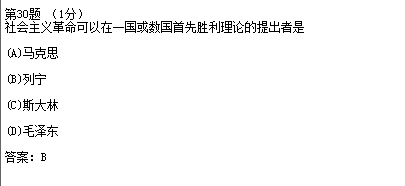 第30题 （1分）
社会主义革命可以在一国或数国首先胜利理论的提出者是
(A)马克思
(B)列宁
(C)斯大林
(D)毛泽东
答案：B